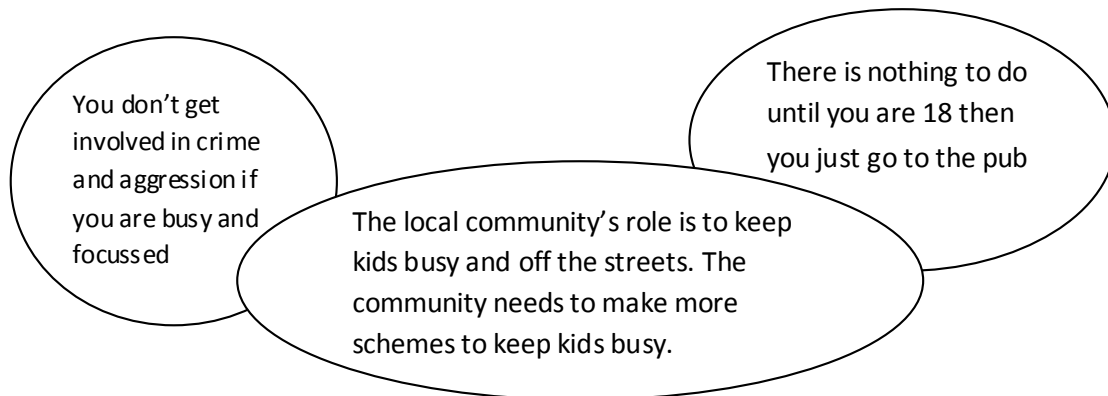 You don’t get
involved in crime
and aggression if
you are busy and
focussed
There is nothing to do
until you are 18 then
you just go to the pub
The local community’s role is to keep
kids busy and off the streets. The
community needs to make more
schemes to keep kids busy.